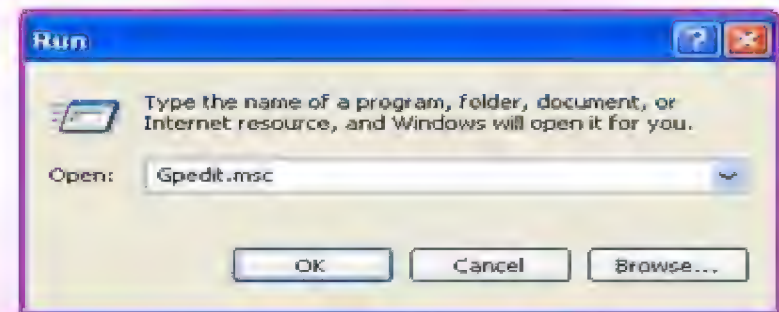 Run
Type the name of a program, folder, document, or
Internet resource, and Windows will open it for you.
Open: Gpedit.msc
OK Cancel Browse...